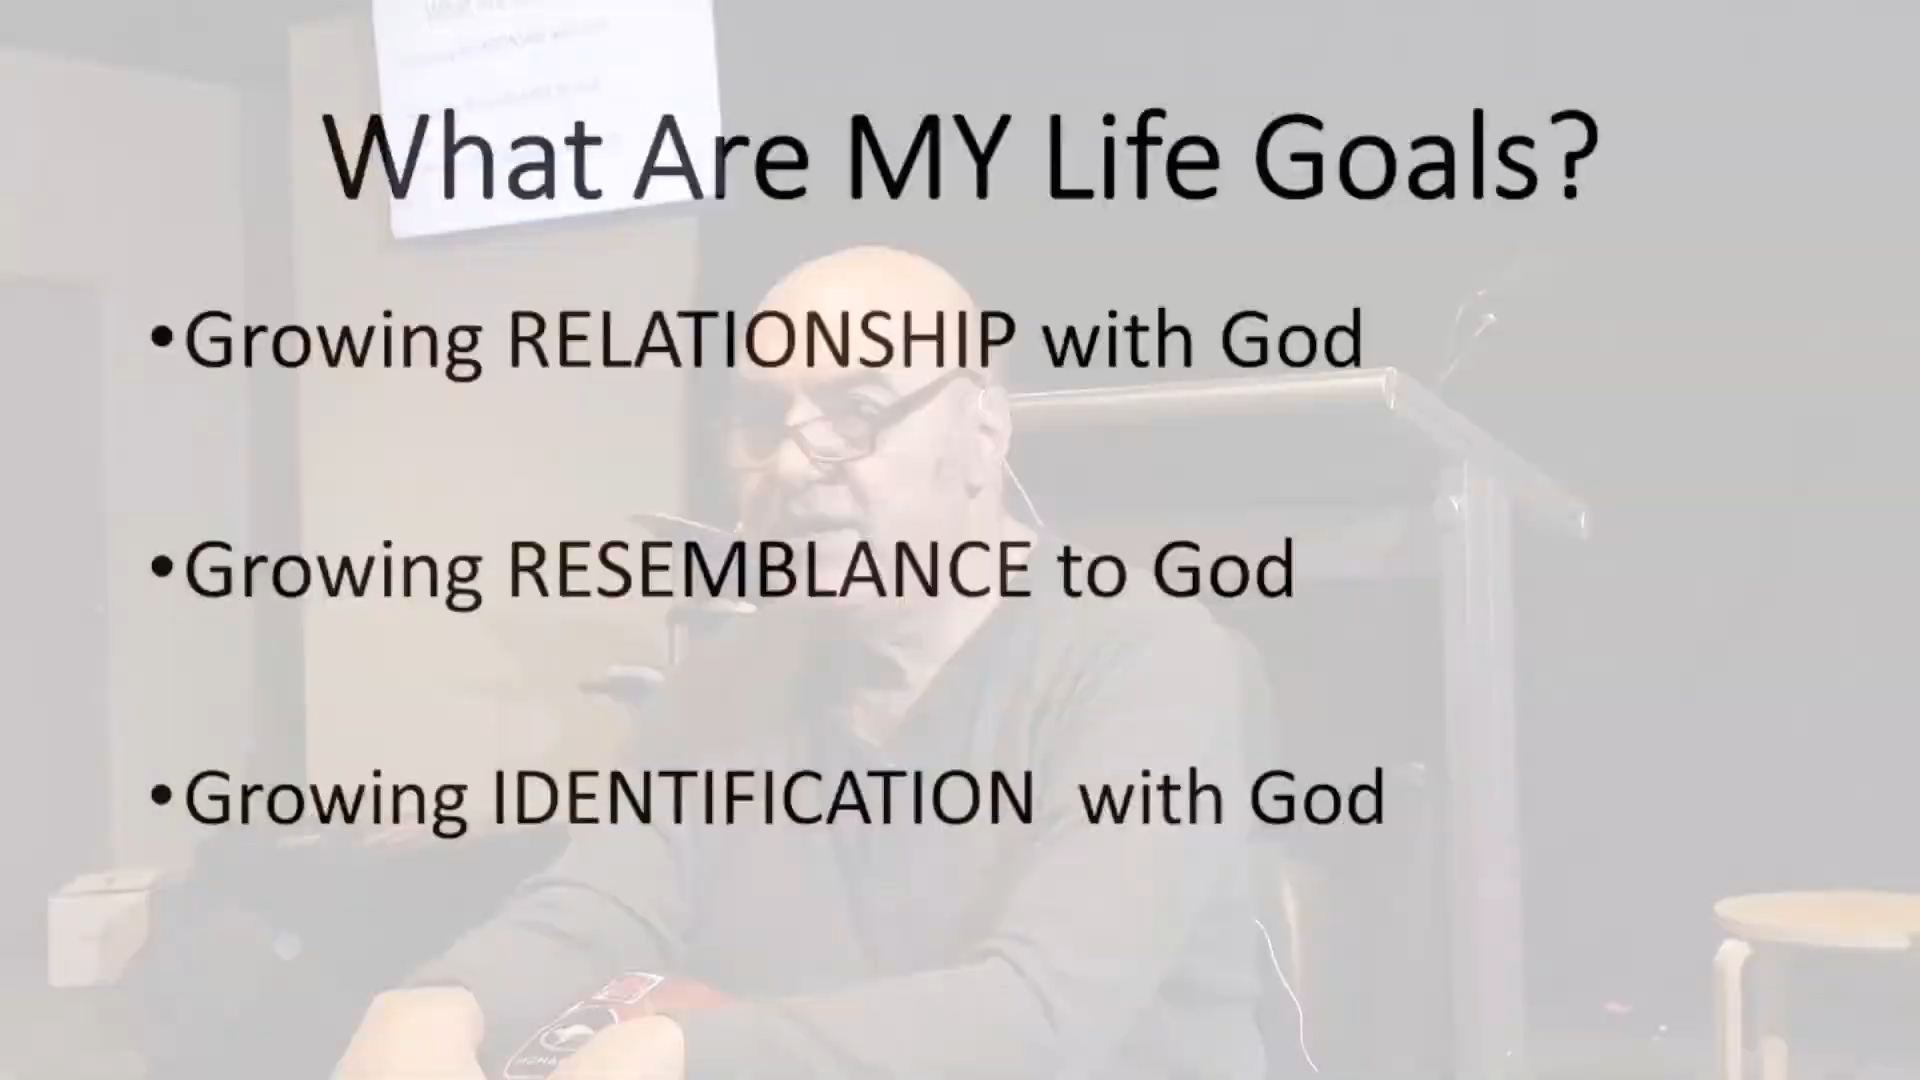 What Are MY Life Goals?
•Growing RELATIONSHIP with God
•Growing RESEMBLANCE to God
•Growing IDENTIFICATION  with God